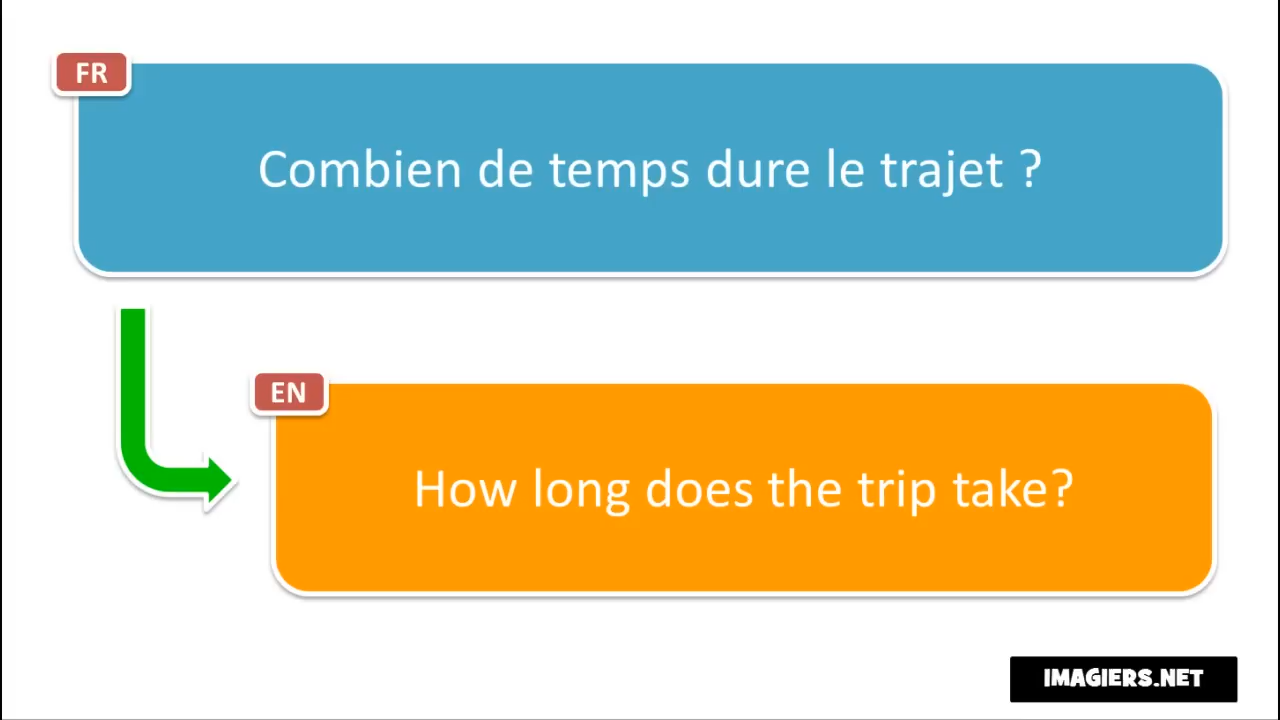 FR
Combien de temps dure le trajet ?
EN
How long does the trip take?
IMAGIERS.NET